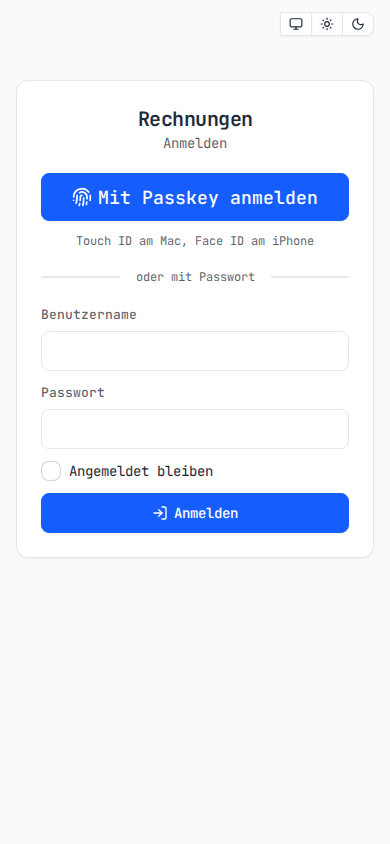 Rechnungen
Anmelden
Mit Passkey anmelden
Touch ID am Mac, Face ID am iPhone
oder mit Passwort
Benutzername
Passwort
Angemeldet bleiben
Anmelden